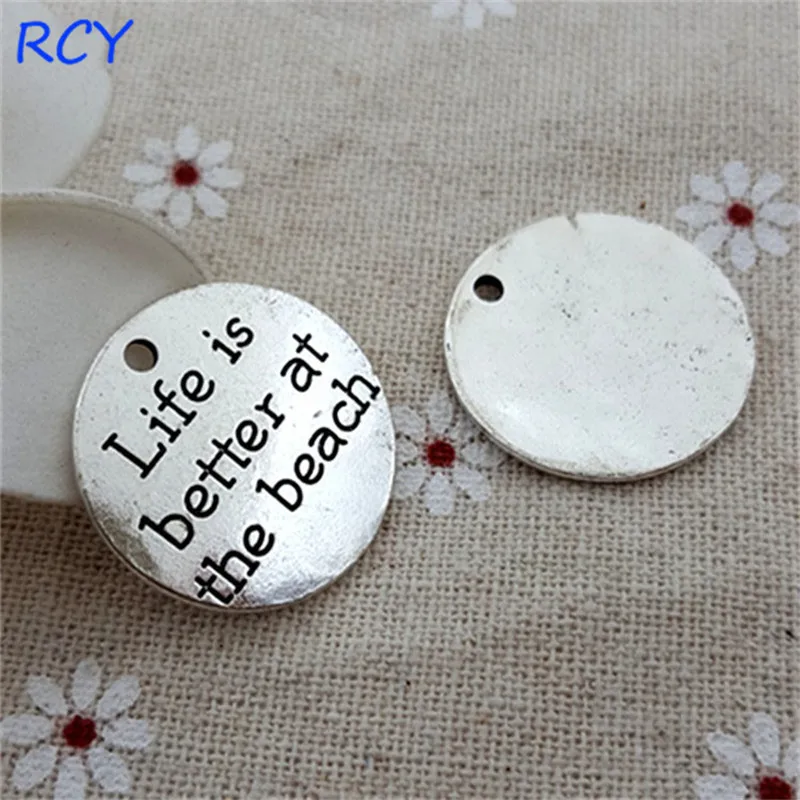 RCY
Life is
better at
the beach